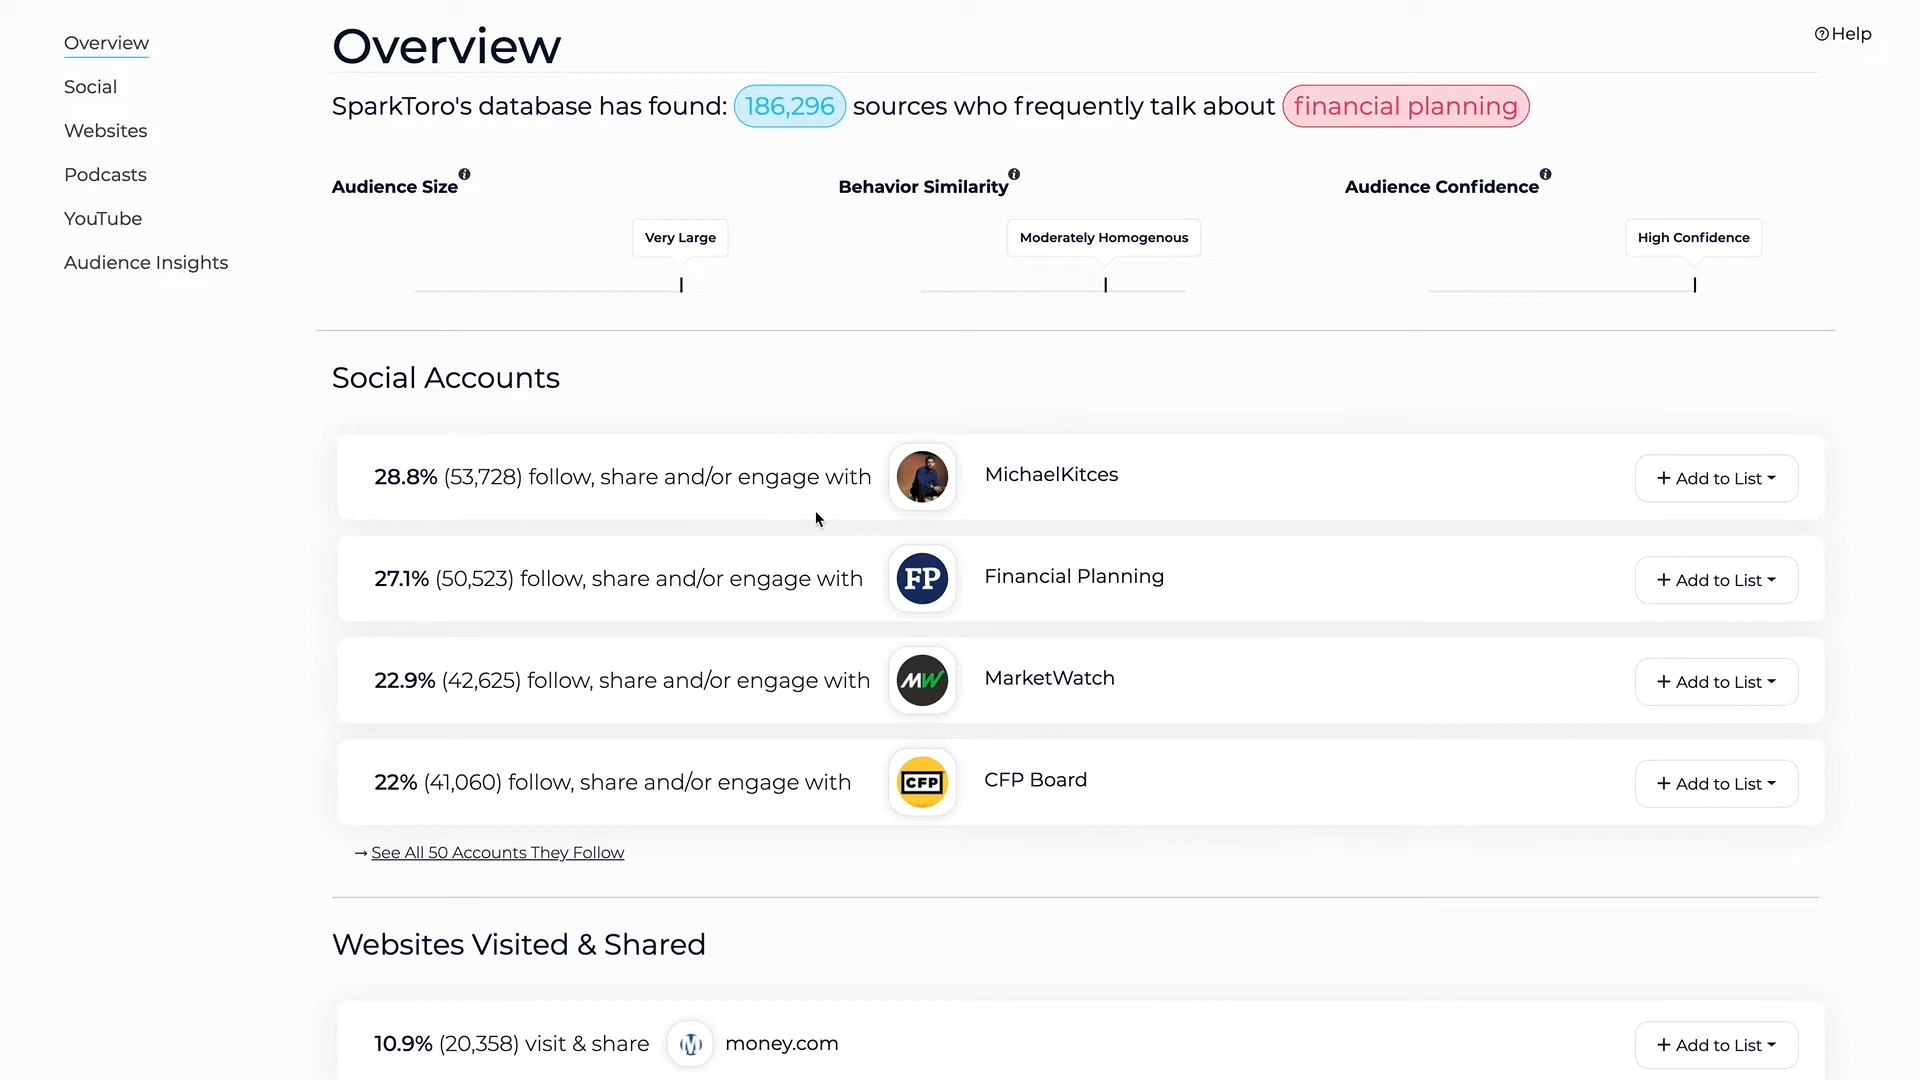 Overview
Social
Websites
Podcasts
YouTube
Audience Insights
Help
Overview
SparkToro's database has found: 186,296 sources who frequently talk about financial planning
Audience Size
Very Large
Behavior Similarity
Moderately Homogenous
Audience Confidence
High Confidence
Social Accounts
28.8% (53,728) follow, share and/or engage with MichaelKitces + Add to List
27.1% (50,523) follow, share and/or engage with FP Financial Planning + Add to List
22.9% (42,625) follow, share and/or engage with MW MarketWatch + Add to List
22% (41,060) follow, share and/or engage with CFP CFP Board + Add to List
→ See All 50 Accounts They Follow
Websites Visited & Shared
10.9% (20,358) visit & share M money.com + Add to List